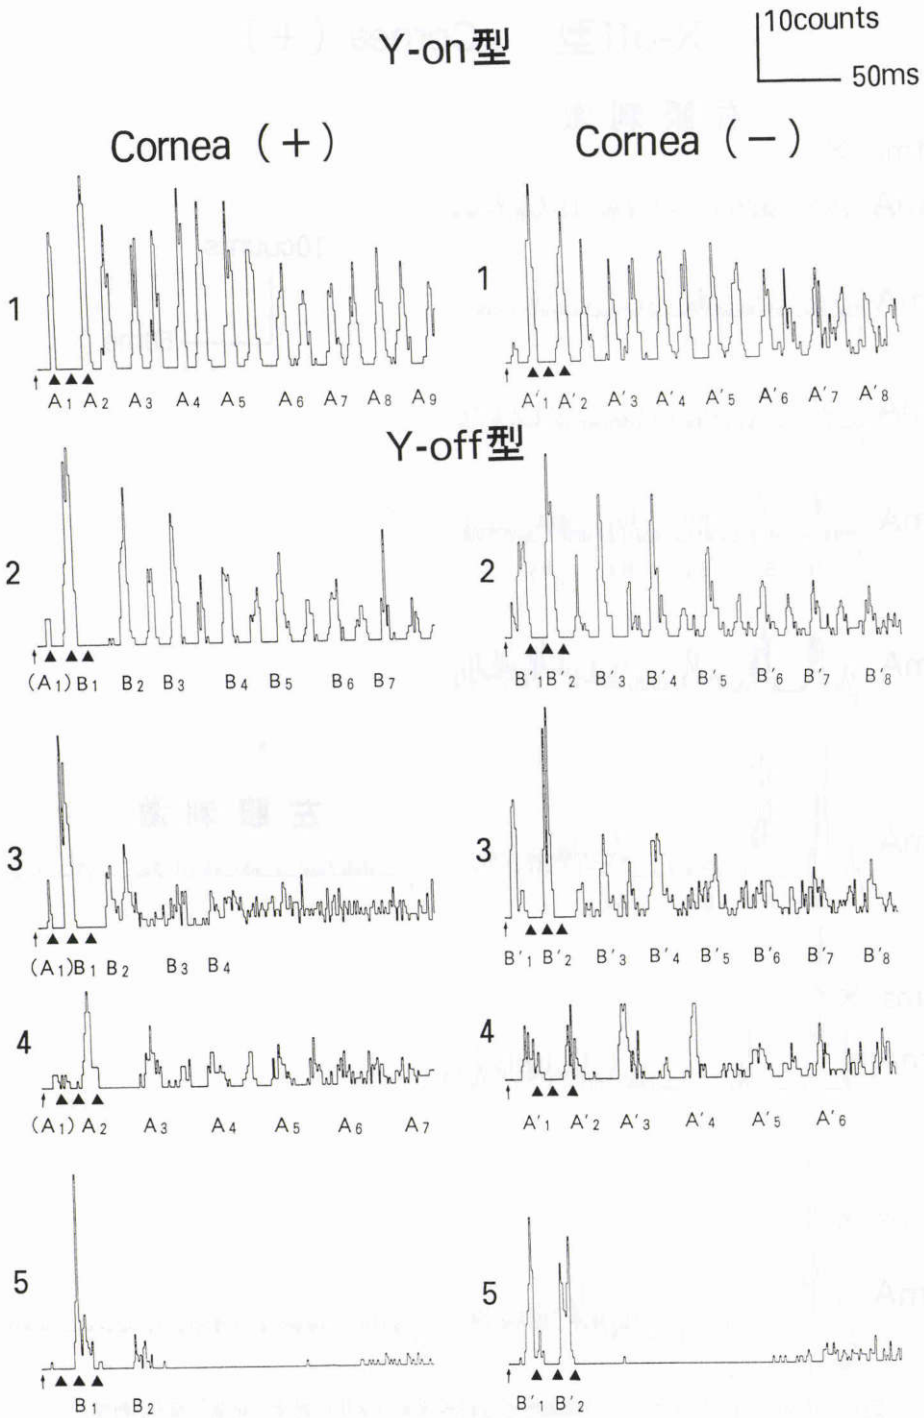 Y-on型
10counts
50ms
Cornea (+)
Cornea (−)
1
A1 A2 A3 A4 A5 A6 A7 A8 A9
1
A′1 A′2 A′3 A′4 A′5 A′6 A′7 A′8
Y-off型
2
(A1) B1 B2 B3 B4 B5 B6 B7
2
B′1 B′2 B′3 B′4 B′5 B′6 B′7 B′8
3
(A1) B1 B2 B3 B4
3
B′1 B′2 B′3 B′4 B′5 B′6 B′7 B′8
4
(A1) A2 A3 A4 A5 A6 A7
4
A′1 A′2 A′3 A′4 A′5 A′6
5
B1 B2
5
B′1 B′2